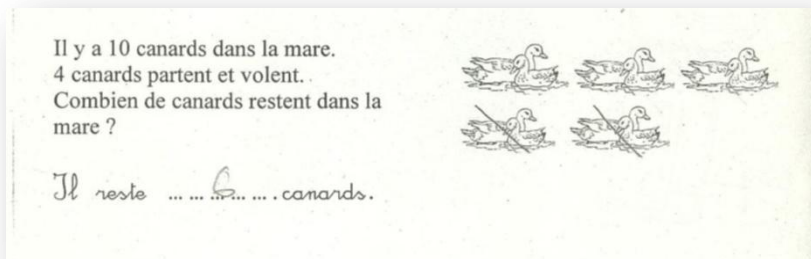 Il y a 10 canards dans la mare.
4 canards partent et volent.
Combien de canards restent dans la
mare ?
Il reste ... ... 6 ... ... . canards.